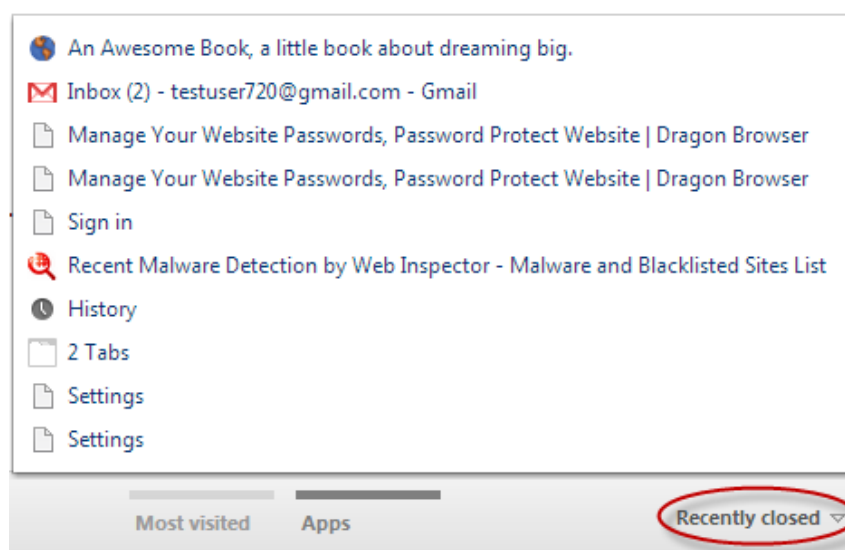 An Awesome Book, a little book about dreaming big.
Inbox (2) - testuser720@gmail.com - Gmail
Manage Your Website Passwords, Password Protect Website | Dragon Browser
Manage Your Website Passwords, Password Protect Website | Dragon Browser
Sign in
Recent Malware Detection by Web Inspector - Malware and Blacklisted Sites List
History
2 Tabs
Settings
Settings
Most visited Apps Recently closed